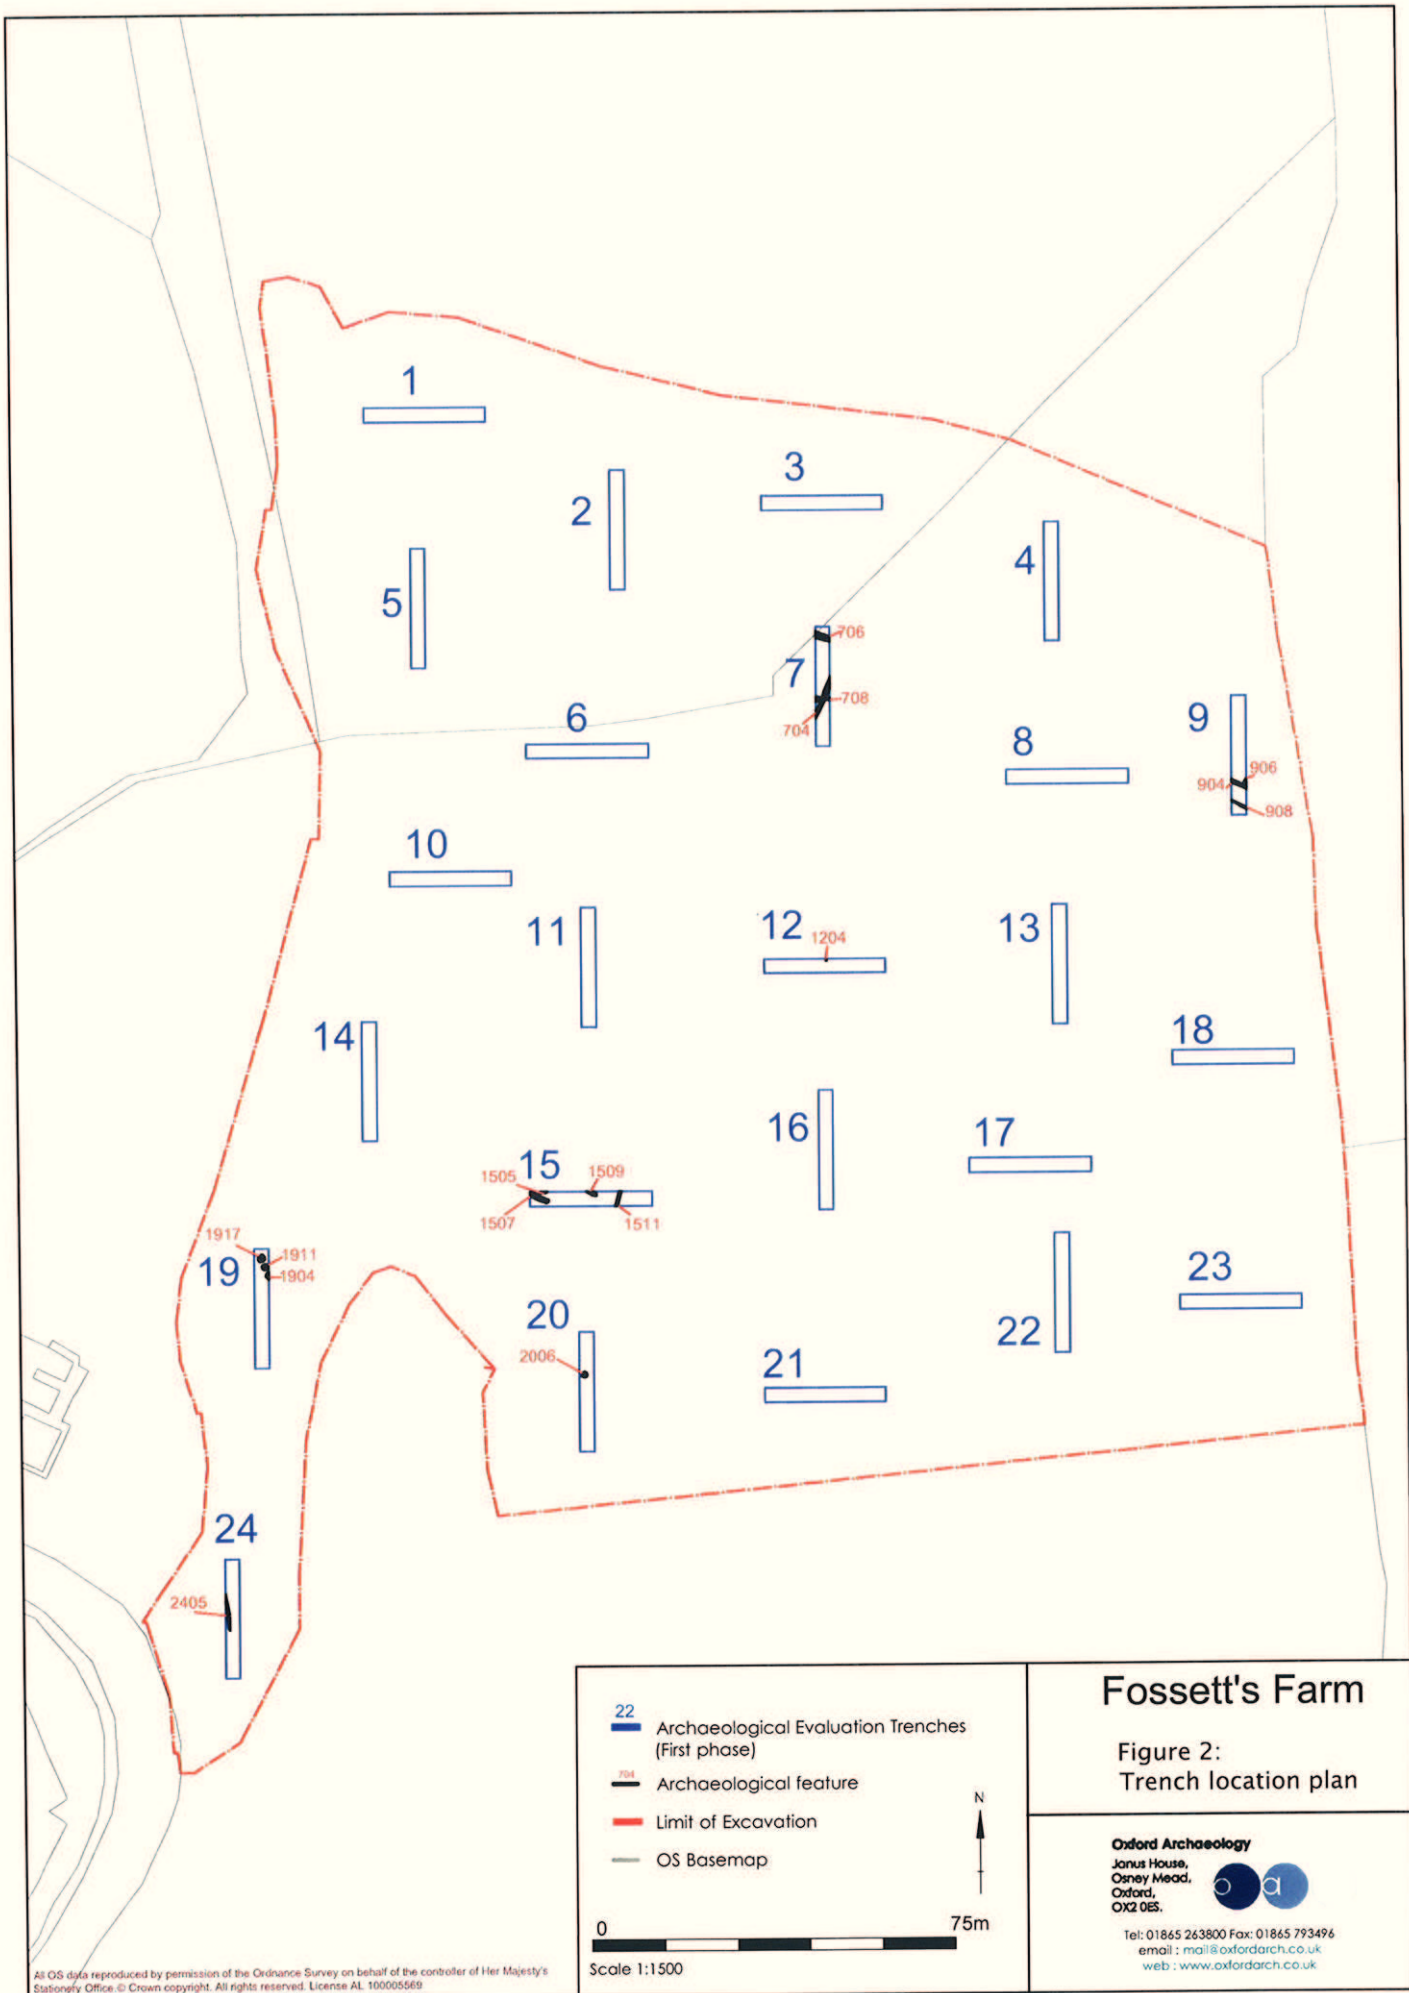 1
3
2
4
5
706
7
708
704
6
9
8
906
904
908
10
11
12
1204
13
14
18
16
17
15
1505
1509
1507
1511
1917
1911
19
1904
23
20
22
2006
21
24
2405
22
Archaeological Evaluation Trenches
(First phase)
704
Archaeological feature
Limit of Excavation
OS Basemap
N
0
75m
Scale 1:1500
Fossett's Farm
Figure 2:
Trench location plan
Oxford Archaeology
Janus House,
Osney Mead,
Oxford,
OX2 0ES.
o a
Tel: 01865 263800 Fax: 01865 793496
email : mail@oxfordarch.co.uk
web : www.oxfordarch.co.uk
All OS data reproduced by permission of the Ordnance Survey on behalf of the controller of Her Majesty's
Stationery Office.© Crown copyright. All rights reserved. License AL 100005569